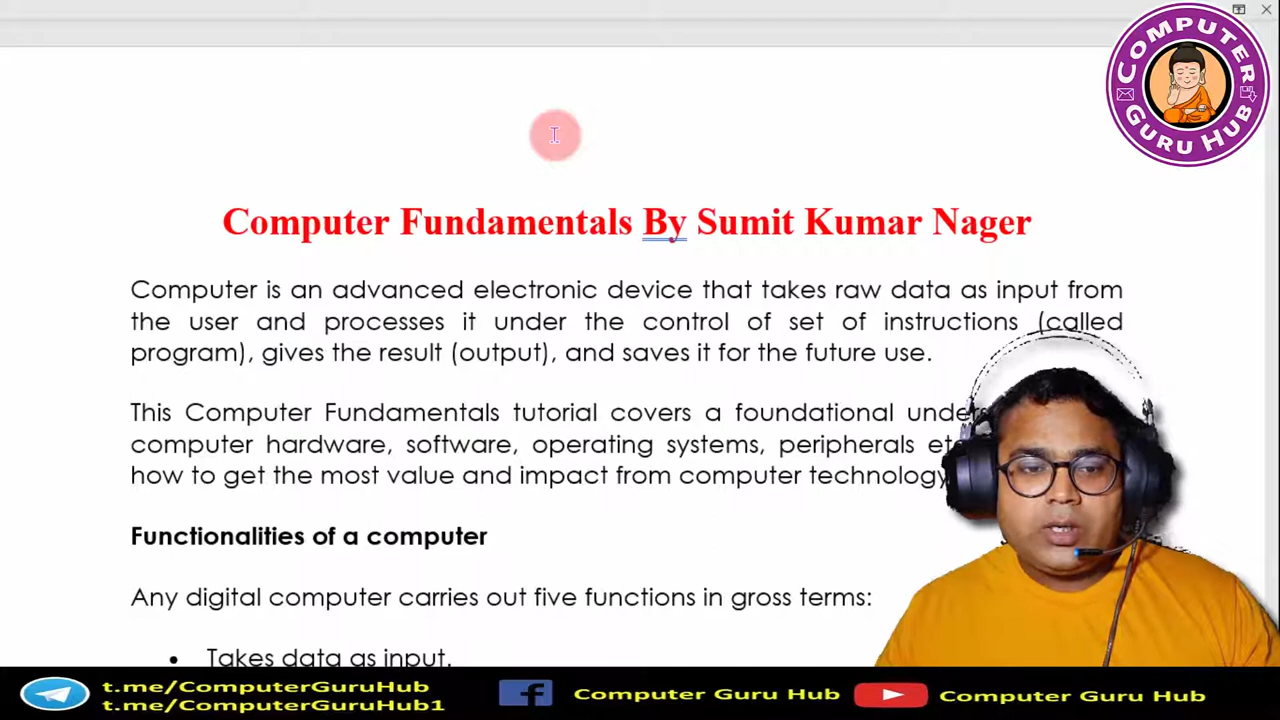 COMPUTER
GURU HUB
Computer Fundamentals By Sumit Kumar Nager
Computer is an advanced electronic device that takes raw data as input from
the user and processes it under the control of set of instructions (called
program), gives the result (output), and saves it for the future use.
This Computer Fundamentals tutorial covers a foundational
computer hardware, software, operating systems, peripherals
how to get the most value and impact from computer technology
Functionalities of a computer
Any digital computer carries out five functions in gross terms:
• Takes data as input.
t.me/ComputerGuruHub
t.me/ComputerGuruHub1
Computer Guru Hub
Computer Guru Hub